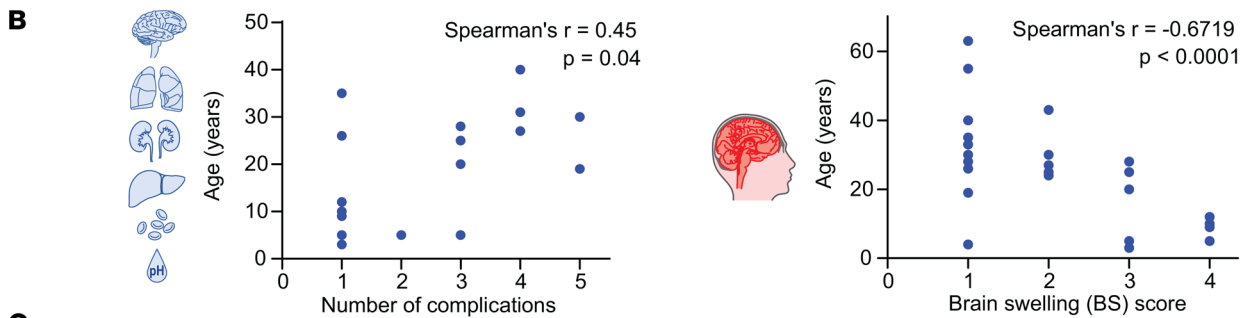 B
Spearman's r = 0.45
p = 0.04
Age (years)
50
40
30
20
10
0
0 1 2 3 4 5
Number of complications
pH
Spearman's r = -0.6719
p < 0.0001
Age (years)
60
40
20
0
0 1 2 3 4
Brain swelling (BS) score